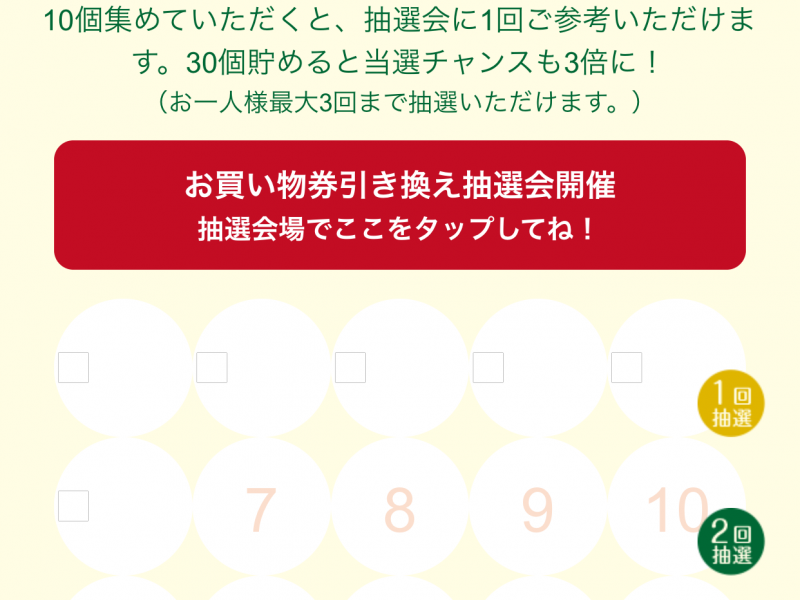 10個集めていただくと、抽選会に1回ご参考いただけま
す。30個貯めると当選チャンスも3倍に！
（お一人様最大3回まで抽選いただけます。）
お買い物券引き換え抽選会開催
抽選会場でここをタップしてね！
1回
抽選
7 8 9 10
2回
抽選